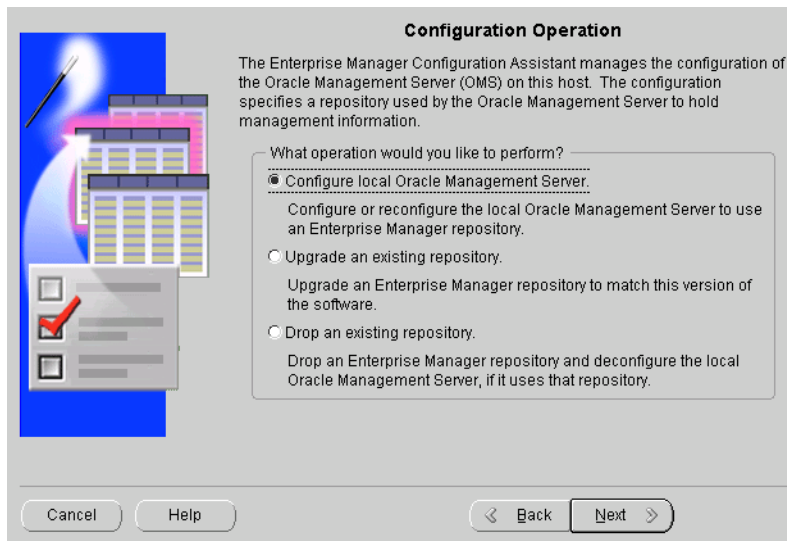 Configuration Operation
The Enterprise Manager Configuration Assistant manages the configuration of
the Oracle Management Server (OMS) on this host. The configuration
specifies a repository used by the Oracle Management Server to hold
management information.
What operation would you like to perform?
Configure local Oracle Management Server.
Configure or reconfigure the local Oracle Management Server to use
an Enterprise Manager repository.
Upgrade an existing repository.
Upgrade an Enterprise Manager repository to match this version of
the software.
Drop an existing repository.
Drop an Enterprise Manager repository and deconfigure the local
Oracle Management Server, if it uses that repository.
Cancel Help Back Next